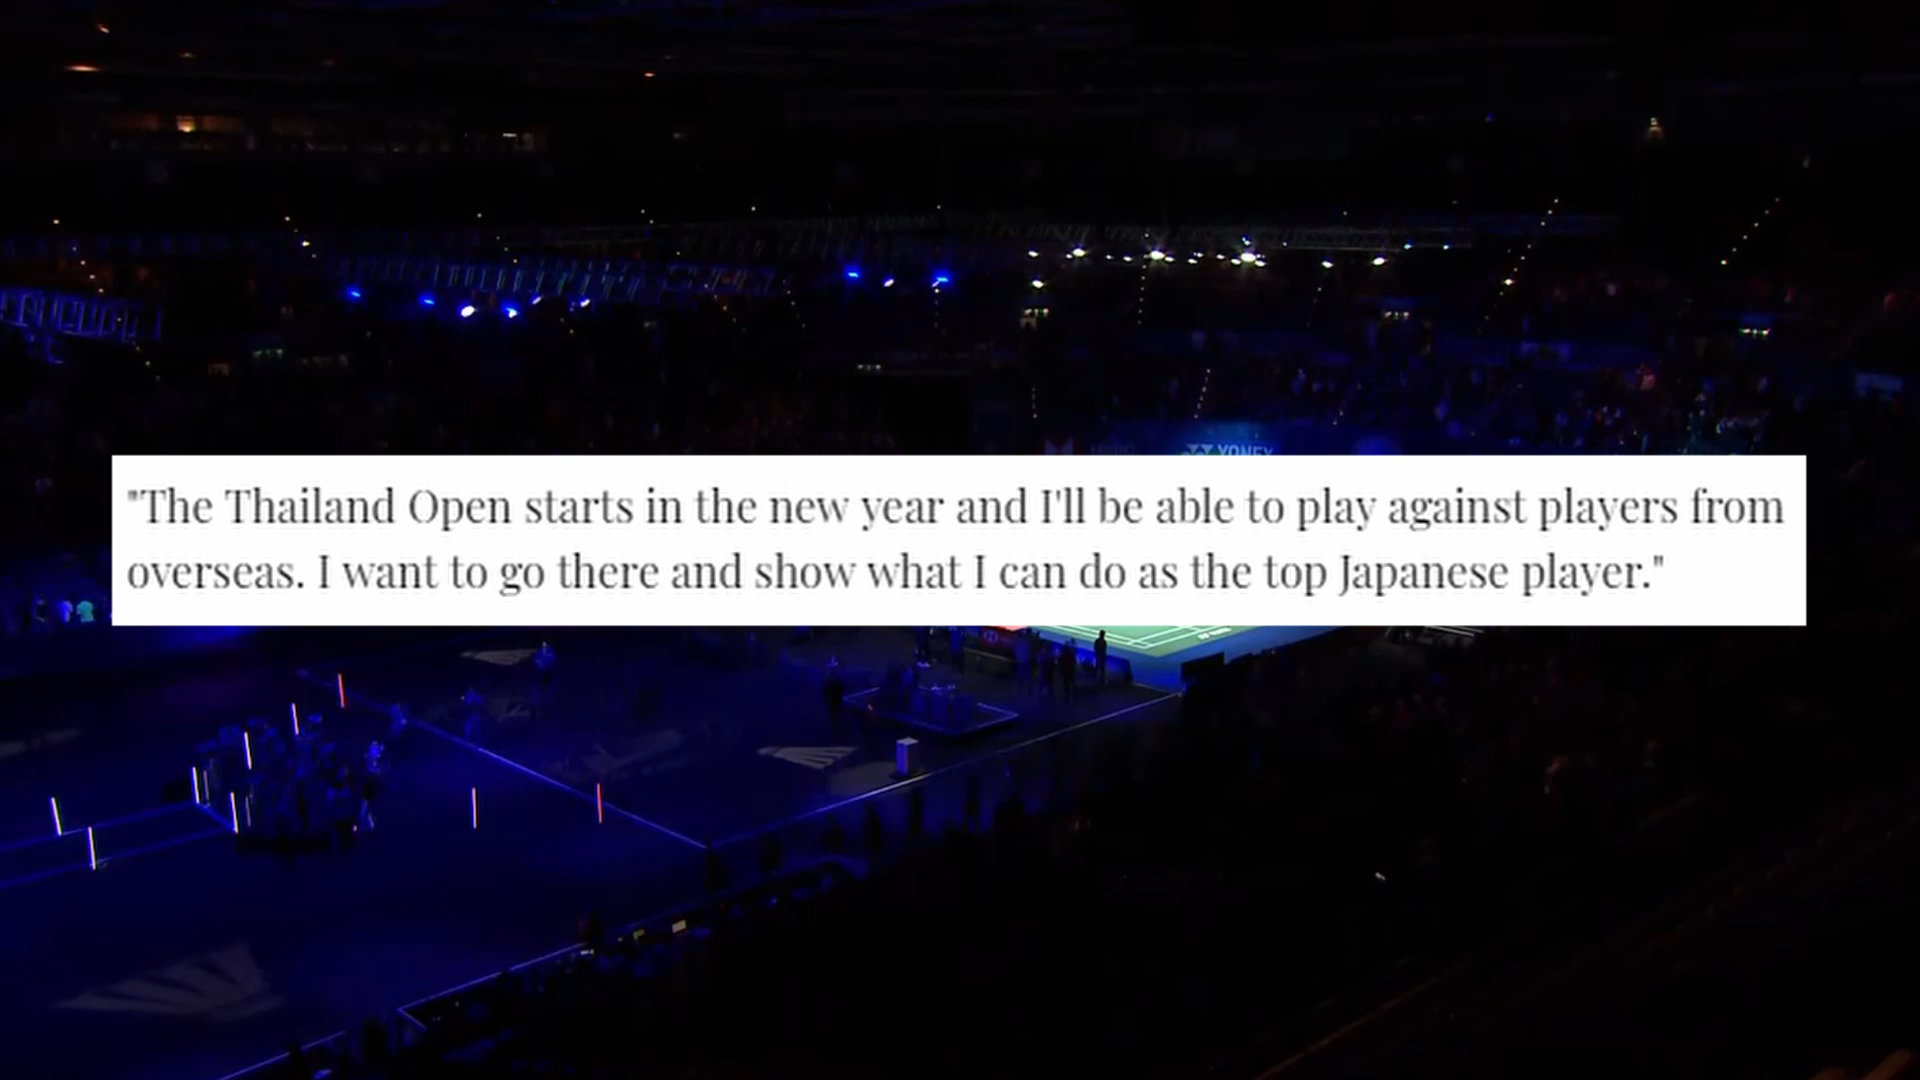 YONEX
"The Thailand Open starts in the new year and I'll be able to play against players from
overseas. I want to go there and show what I can do as the top Japanese player."